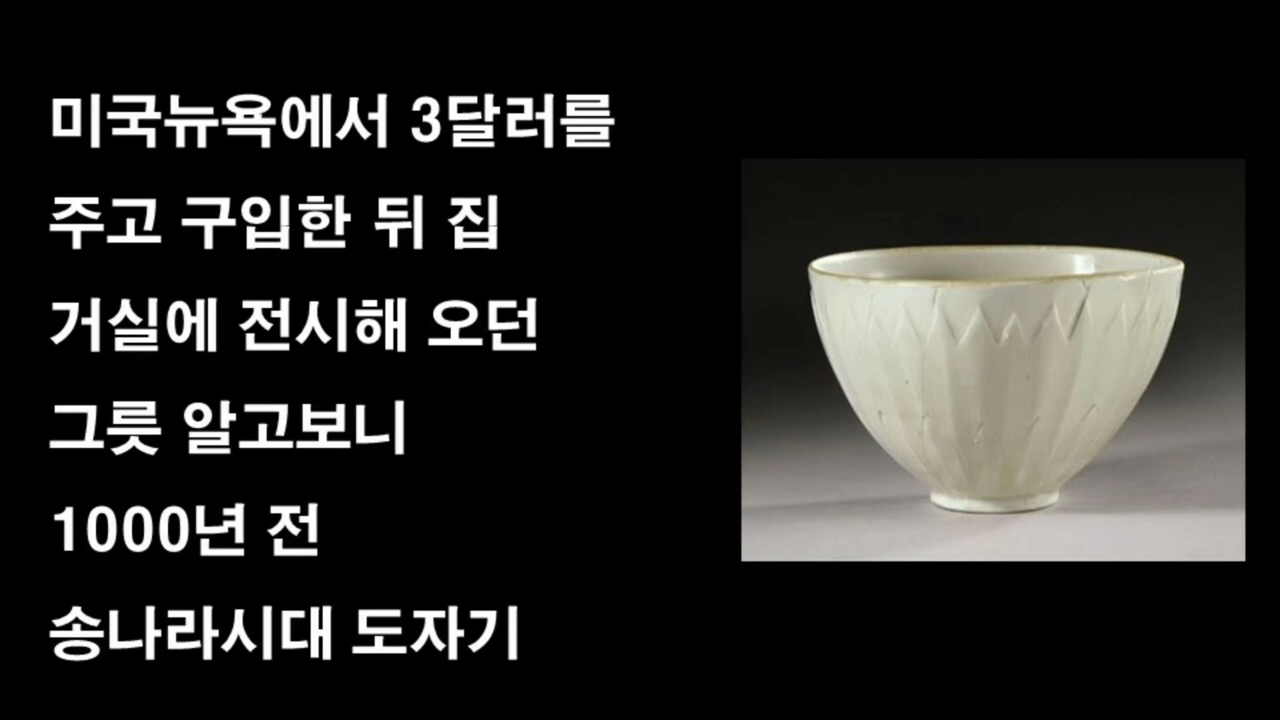 미국뉴욕에서 3달러를
주고 구입한 뒤 집
거실에 전시해 오던
그릇 알고보니
1000년 전
송나라시대 도자기